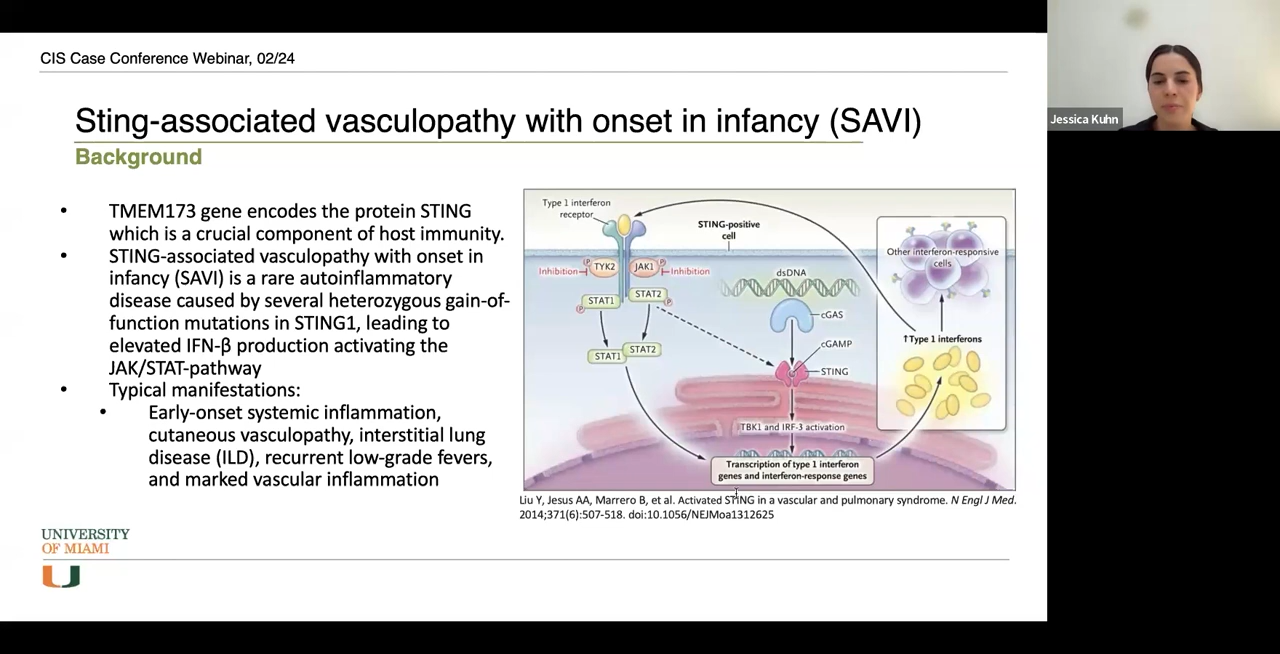 CIS Case Conference Webinar, 02/24
Sting-associated vasculopathy with onset in infancy (SAVI)
Background
• TMEM173 gene encodes the protein STING
which is a crucial component of host immunity.
• STING-associated vasculopathy with onset in
infancy (SAVI) is a rare autoinflammatory
disease caused by several heterozygous gain-of-
function mutations in STING1, leading to
elevated IFN-β production activating the
JAK/STAT-pathway
• Typical manifestations:
• Early-onset systemic inflammation,
cutaneous vasculopathy, interstitial lung
disease (ILD), recurrent low-grade fevers,
and marked vascular inflammation
Type 1 interferon
receptor
STING-positive
cell
Other interferon-responsive
cells
P
P
Inhibition
TYK2
JAK1
Inhibition
dsDNA
STAT1
STAT2
P
P
cGAS
cGAMP
↑Type 1 interferons
STAT1
STAT2
STING
TBK1 and IRF-3 activation
Transcription of type 1 interferon
genes and interferon-response genes
Liu Y, Jesus AA, Marrero B, et al. Activated STING in a vascular and pulmonary syndrome. N Engl J Med.
2014;371(6):507-518. doi:10.1056/NEJMoa1312625
UNIVERSITY
OF MIAMI
U
Jessica Kuhn